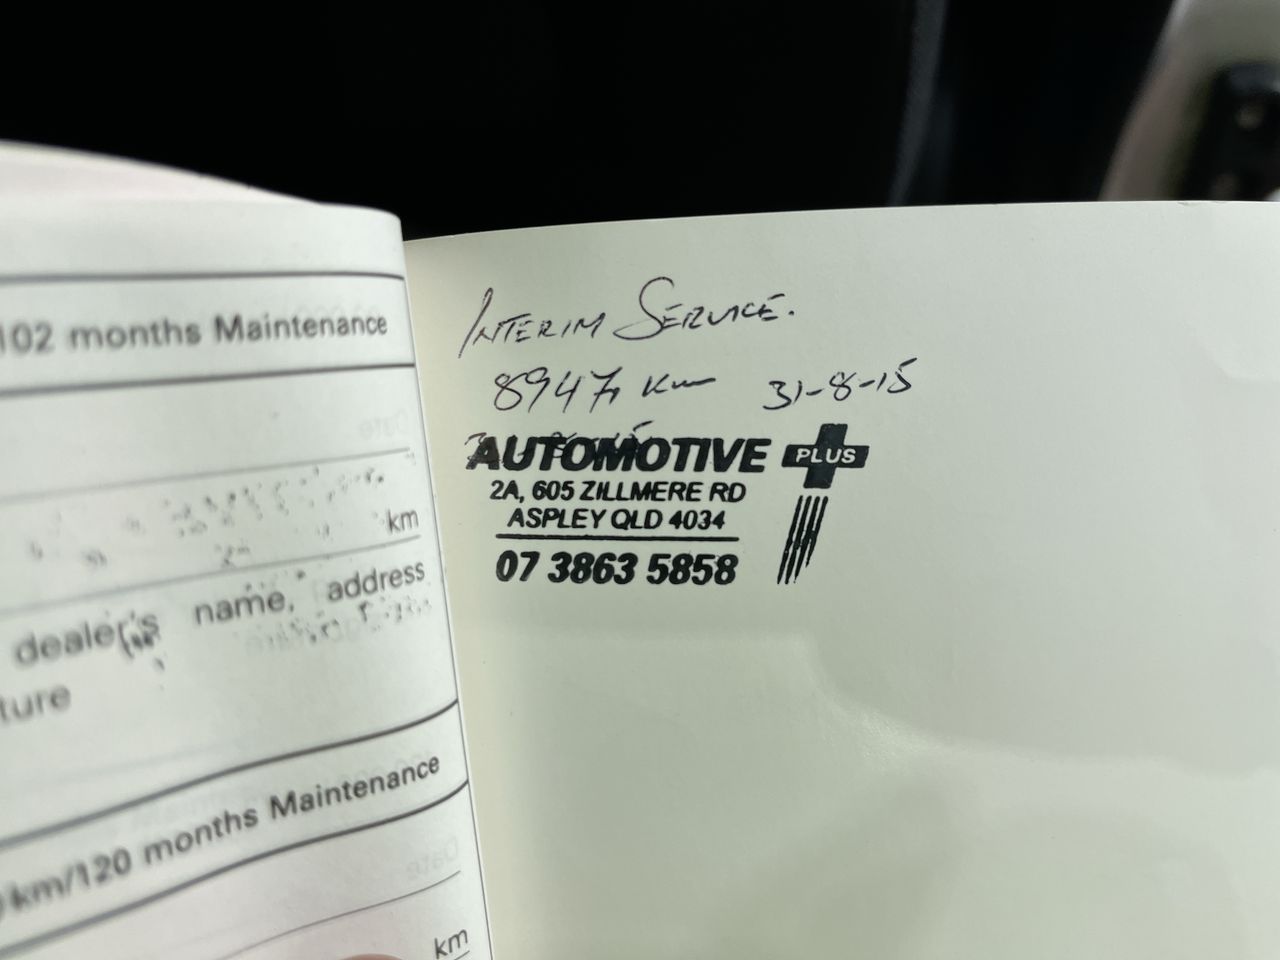 102 months Maintenance
km
dealer's name, address
ture
km/120 months Maintenance
km
INTERIM SERVICE.
Km 31-8-15
AUTOMOTIVE PLUS
2A, 605 ZILLMERE RD
ASPLEY QLD 4034
07 3863 5858